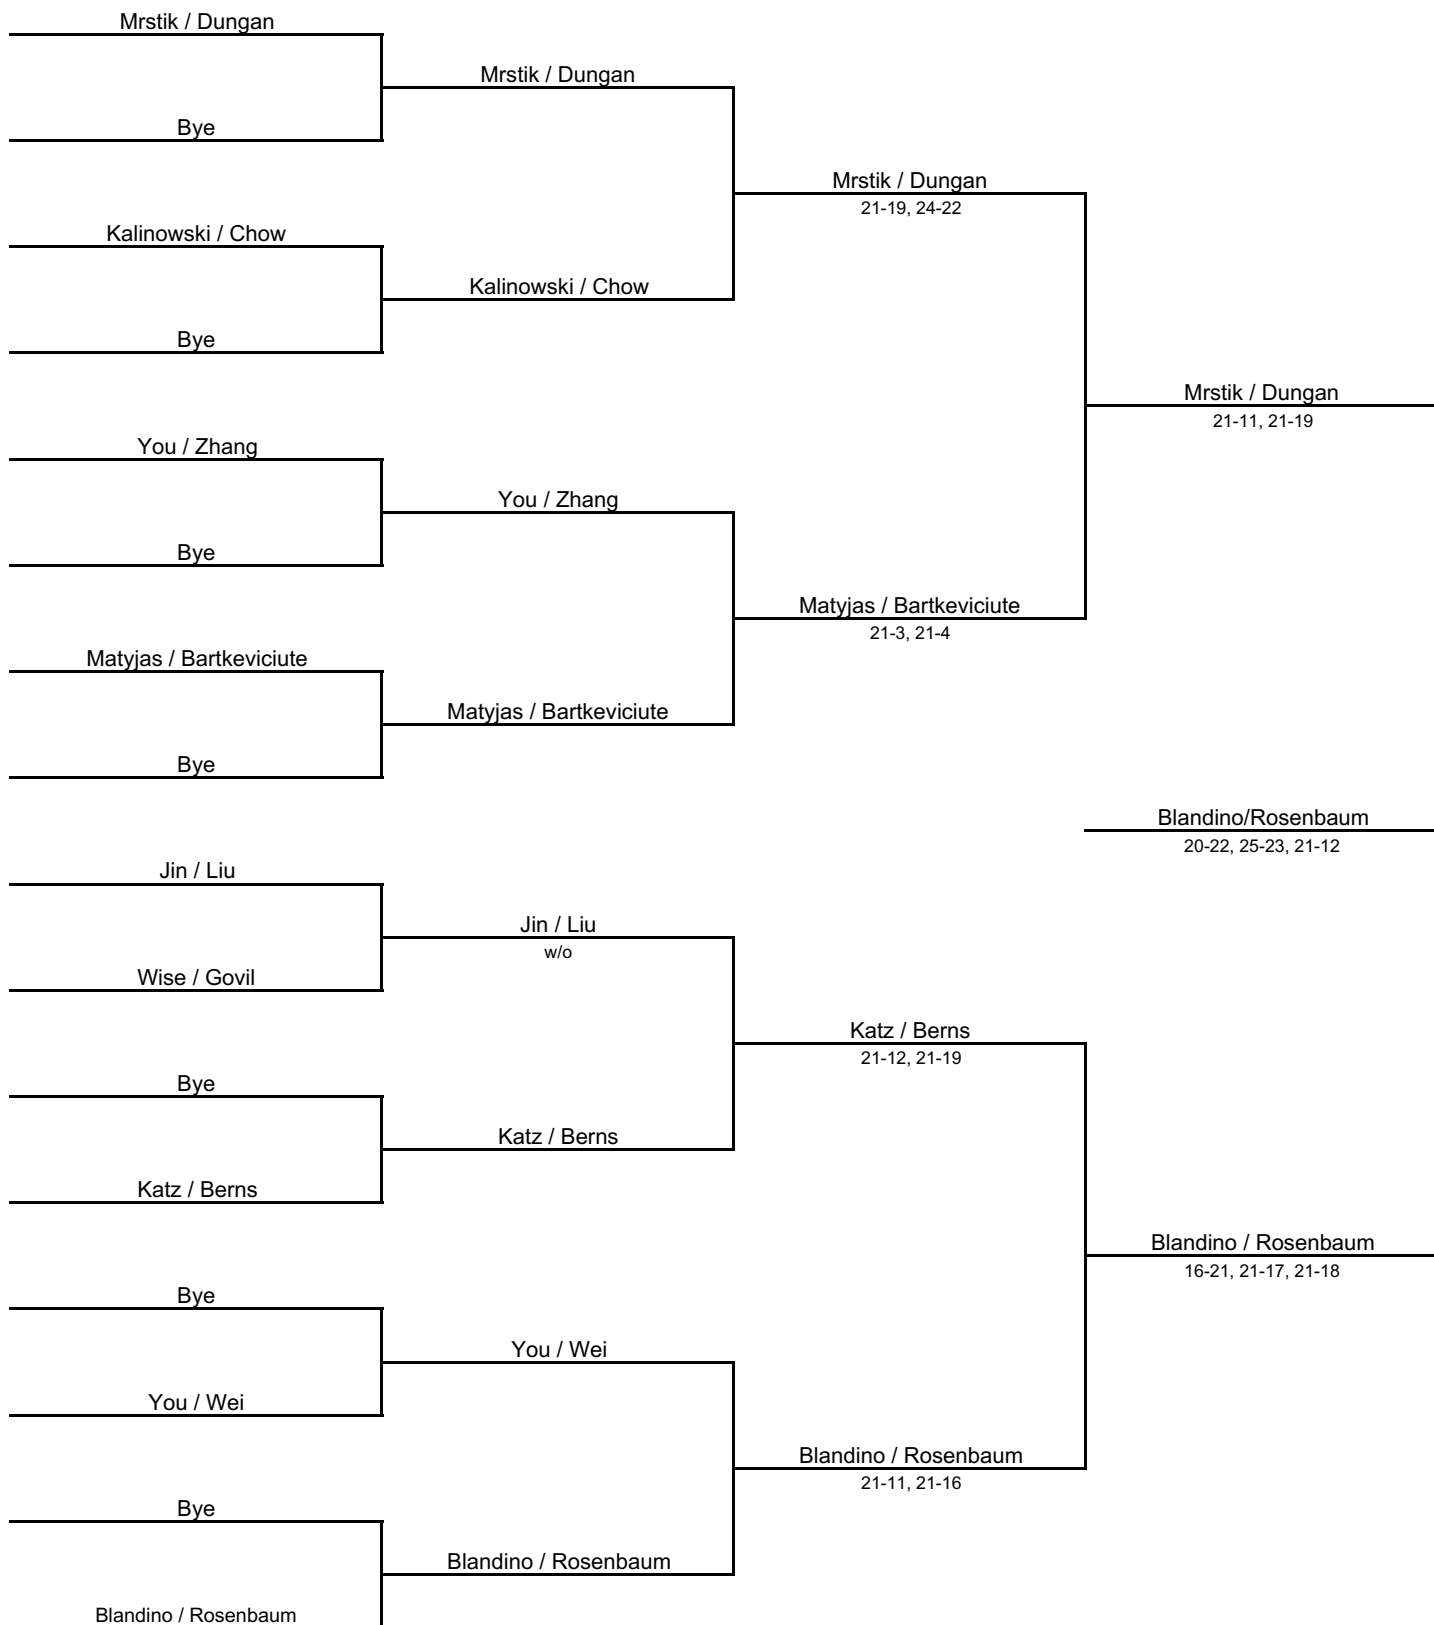 Mrstik / Dungan
Mrstik / Dungan
Bye
Mrstik / Dungan
21-19, 24-22
Kalinowski / Chow
Kalinowski / Chow
Bye
Mrstik / Dungan
21-11, 21-19
You / Zhang
You / Zhang
Bye
Matyjas / Bartkeviciute
21-3, 21-4
Matyjas / Bartkeviciute
Matyjas / Bartkeviciute
Bye
Blandino/Rosenbaum
20-22, 25-23, 21-12
Jin / Liu
Jin / Liu
w/o
Wise / Govil
Katz / Berns
21-12, 21-19
Bye
Katz / Berns
Katz / Berns
Blandino / Rosenbaum
16-21, 21-17, 21-18
Bye
You / Wei
You / Wei
Blandino / Rosenbaum
21-11, 21-16
Bye
Blandino / Rosenbaum
Blandino / Rosenbaum